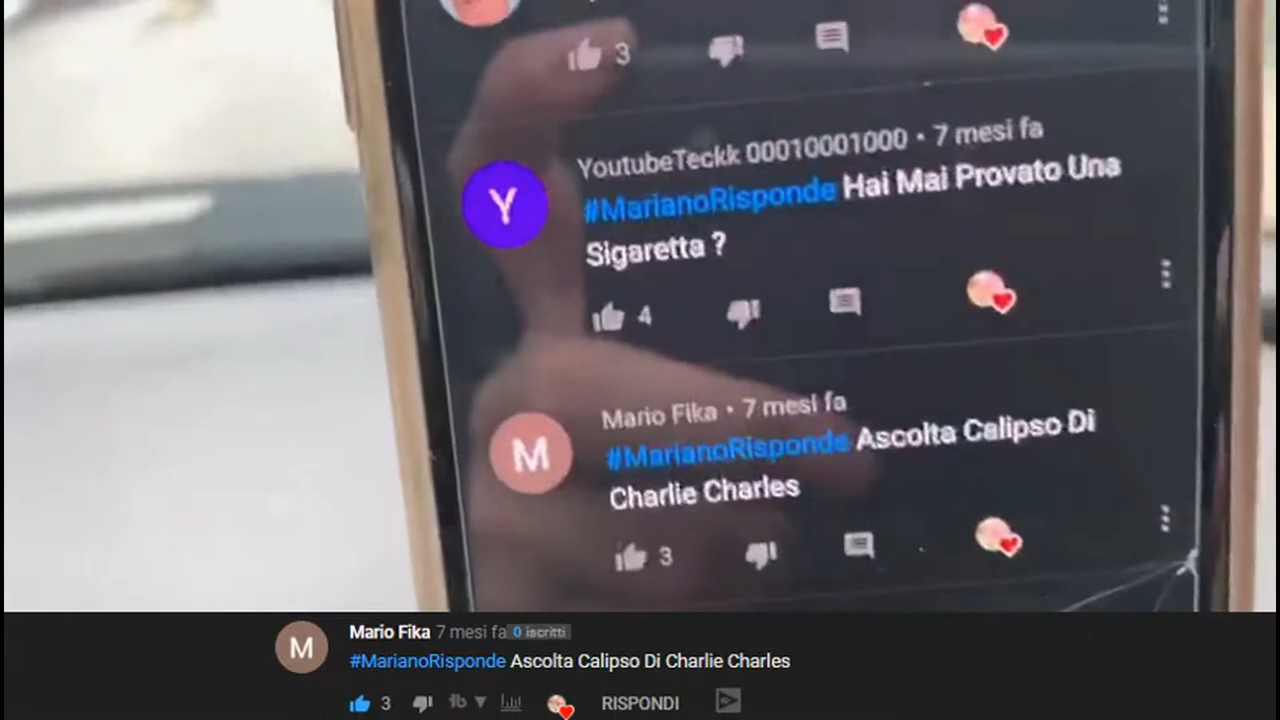 3
YoutubeTeckk 00010001000 • 7 mesi fa
Y
#MarianoRisponde Hai Mai Provato Una
Sigaretta ?
4
Mario Fika • 7 mesi fa
M
#MarianoRisponde Ascolta Calipso Di
Charlie Charles
3
Mario Fika 7 mesi fa 0 iscritti
M
#MarianoRisponde Ascolta Calipso Di Charlie Charles
3 RISPONDI